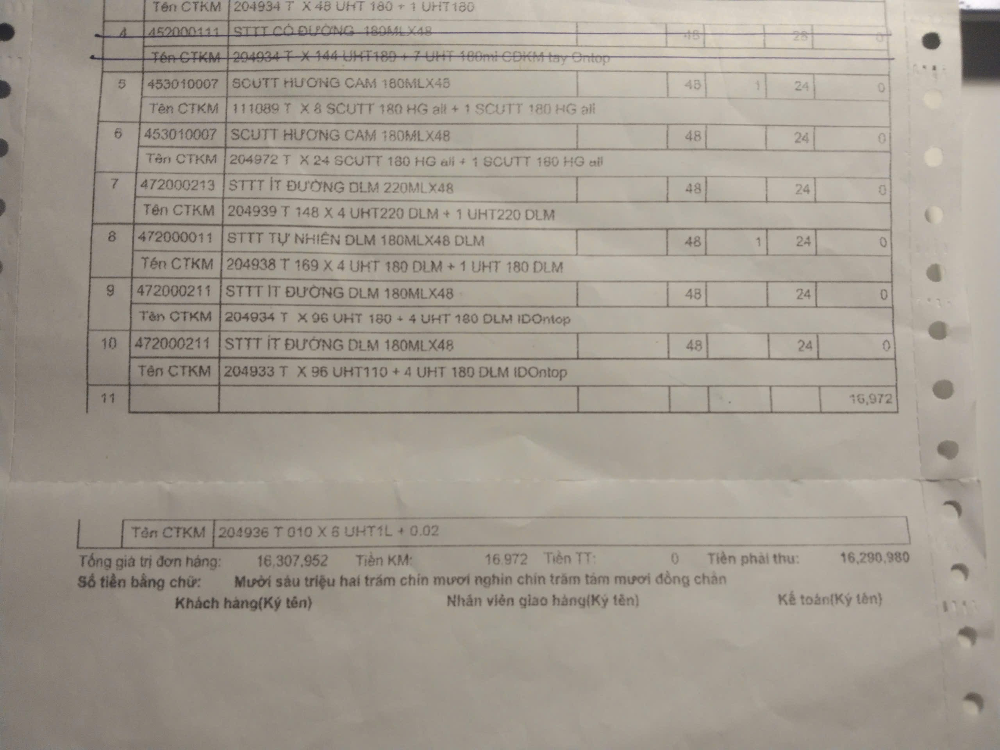 Tên CTKM 204934 T X 48 UHT 180 + 1 UHT180
4 452000111 STTT CÓ ĐƯỜNG 180MLX48 48 28 0
Tên CTKM 204934 T X 144 UHT180 + 7 UHT 180ml CDKM tay Ontop
5 453010007 SCUTT HƯƠNG CAM 180MLX48 48 1 24 0
Tên CTKM 111089 T X 8 SCUTT 180 HG all + 1 SCUTT 180 HG all
6 453010007 SCUTT HƯƠNG CAM 180MLX48 48 24 0
Tên CTKM 204972 T X 24 SCUTT 180 HG all + 1 SCUTT 180 HG all
7 472000213 STTT ÍT ĐƯỜNG DLM 220MLX48 48 24 0
Tên CTKM 204939 T 148 X 4 UHT220 DLM + 1 UHT220 DLM
8 472000011 STTT TỰ NHIÊN DLM 180MLX48 DLM 48 1 24 0
Tên CTKM 204938 T 169 X 4 UHT 180 DLM + 1 UHT 180 DLM
9 472000211 STTT ÍT ĐƯỜNG DLM 180MLX48 48 24 0
Tên CTKM 204934 T X 96 UHT 180 + 4 UHT 180 DLM IDOntop
10 472000211 STTT ÍT ĐƯỜNG DLM 180MLX48 48 24 0
Tên CTKM 204933 T X 96 UHT110 + 4 UHT 180 DLM IDOntop
11 16,972
Tên CTKM 204936 T 010 X 6 UHT1L + 0.02
Tổng giá trị đơn hàng: 16,307,952 Tiền KM: 16,972 Tiền TT: 0 Tiền phải thu: 16,290,980
Số tiền bằng chữ: Mười sáu triệu hai trăm chín mươi nghìn chín trăm tám mươi đồng chẵn
Khách hàng(Ký tên) Nhân viên giao hàng(Ký tên) Kế toán(Ký tên)